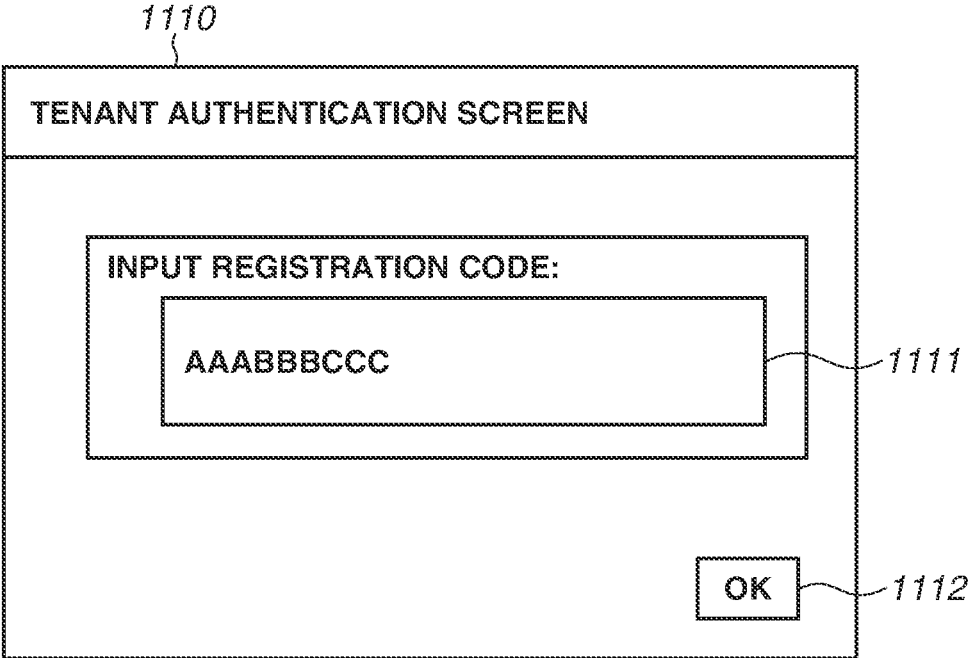 1110
TENANT AUTHENTICATION SCREEN
INPUT REGISTRATION CODE:
AAABBBCCC
1111
OK
1112